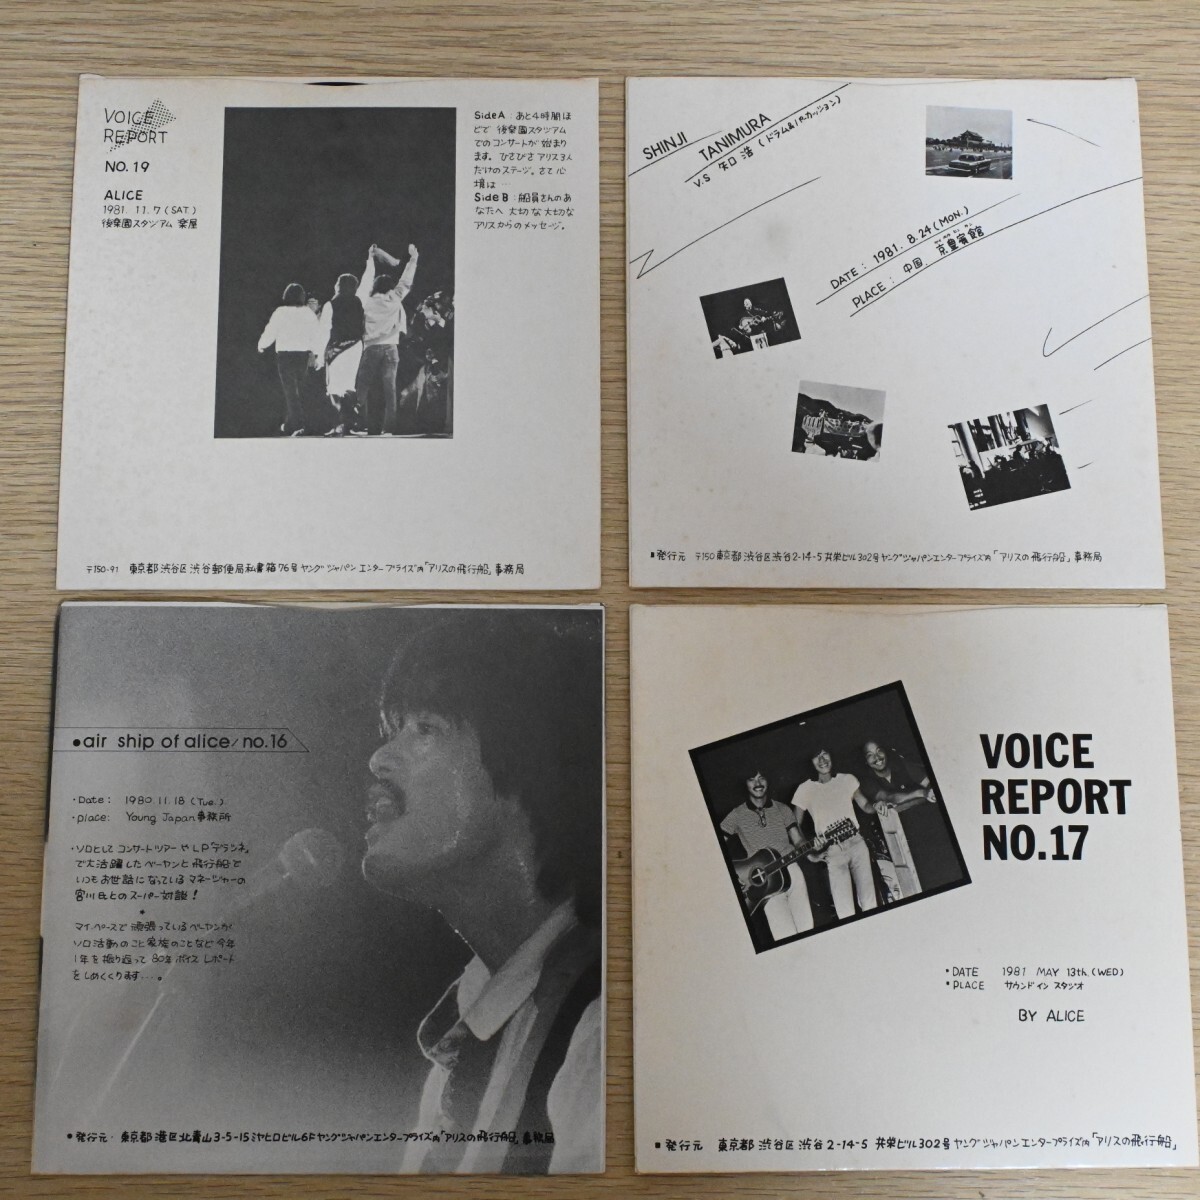 VOICE
REPORT
NO. 19
ALICE
1981. 11. 7 (SAT)
後楽園スタジアム 楽屋
Side A : あと4時間ほ
どで 後楽園スタジアム
でのコンサートが始まり
ます。ひさびさ アリス3人
だけのステージ。さて 心
境は…
Side B : 船員さんのあ
なたへ 大切な大切な
アリスからのメッセージ。
〒150-91 東京都渋谷区渋谷郵便局私書箱76号 ヤングジャパンエンタープライズ内「アリスの飛行船」事務局
SHINJI TANIMURA
V.S 矢口 浩 (ドラム&パーカッション)
DATE : 1981. 8. 24 (MON.)
PLACE : 中国.
■発行元 〒150 東京都渋谷区渋谷2-14-5 共栄ビル302号ヤングジャパンエンタープライズ内「アリスの飛行船」事務局
●air ship of alice/no.16
・Date: 1980. 11. 18 (Tue.)
・place: Young Japan事務所
・ソロとして コンサートツアーやLP「グランネ」
で大活躍したベーヤンと飛行船で
いつもお世話になっているマネージャーの
宮川氏とのスーパー対談!
*
マイ・ペースで 頑張っているベーヤンが
ソロ活動のこと家族のことなど今年
1年を振り返って 80年ボイス レポート
をしめくくります…。
●発行元・東京都港区北青山3-5-15ミヤヒロビル6Fヤングジャパンエンタープライズ内「アリスの飛行船」事務局
VOICE
REPORT
NO.17
・DATE 1981 MAY 13th. (WED)
・PLACE サウンドイン スタジオ
BY ALICE
■発行元 東京都渋谷区渋谷2-14-5 共栄ビル302号ヤングジャパンエンタープライズ内「アリスの飛行船」